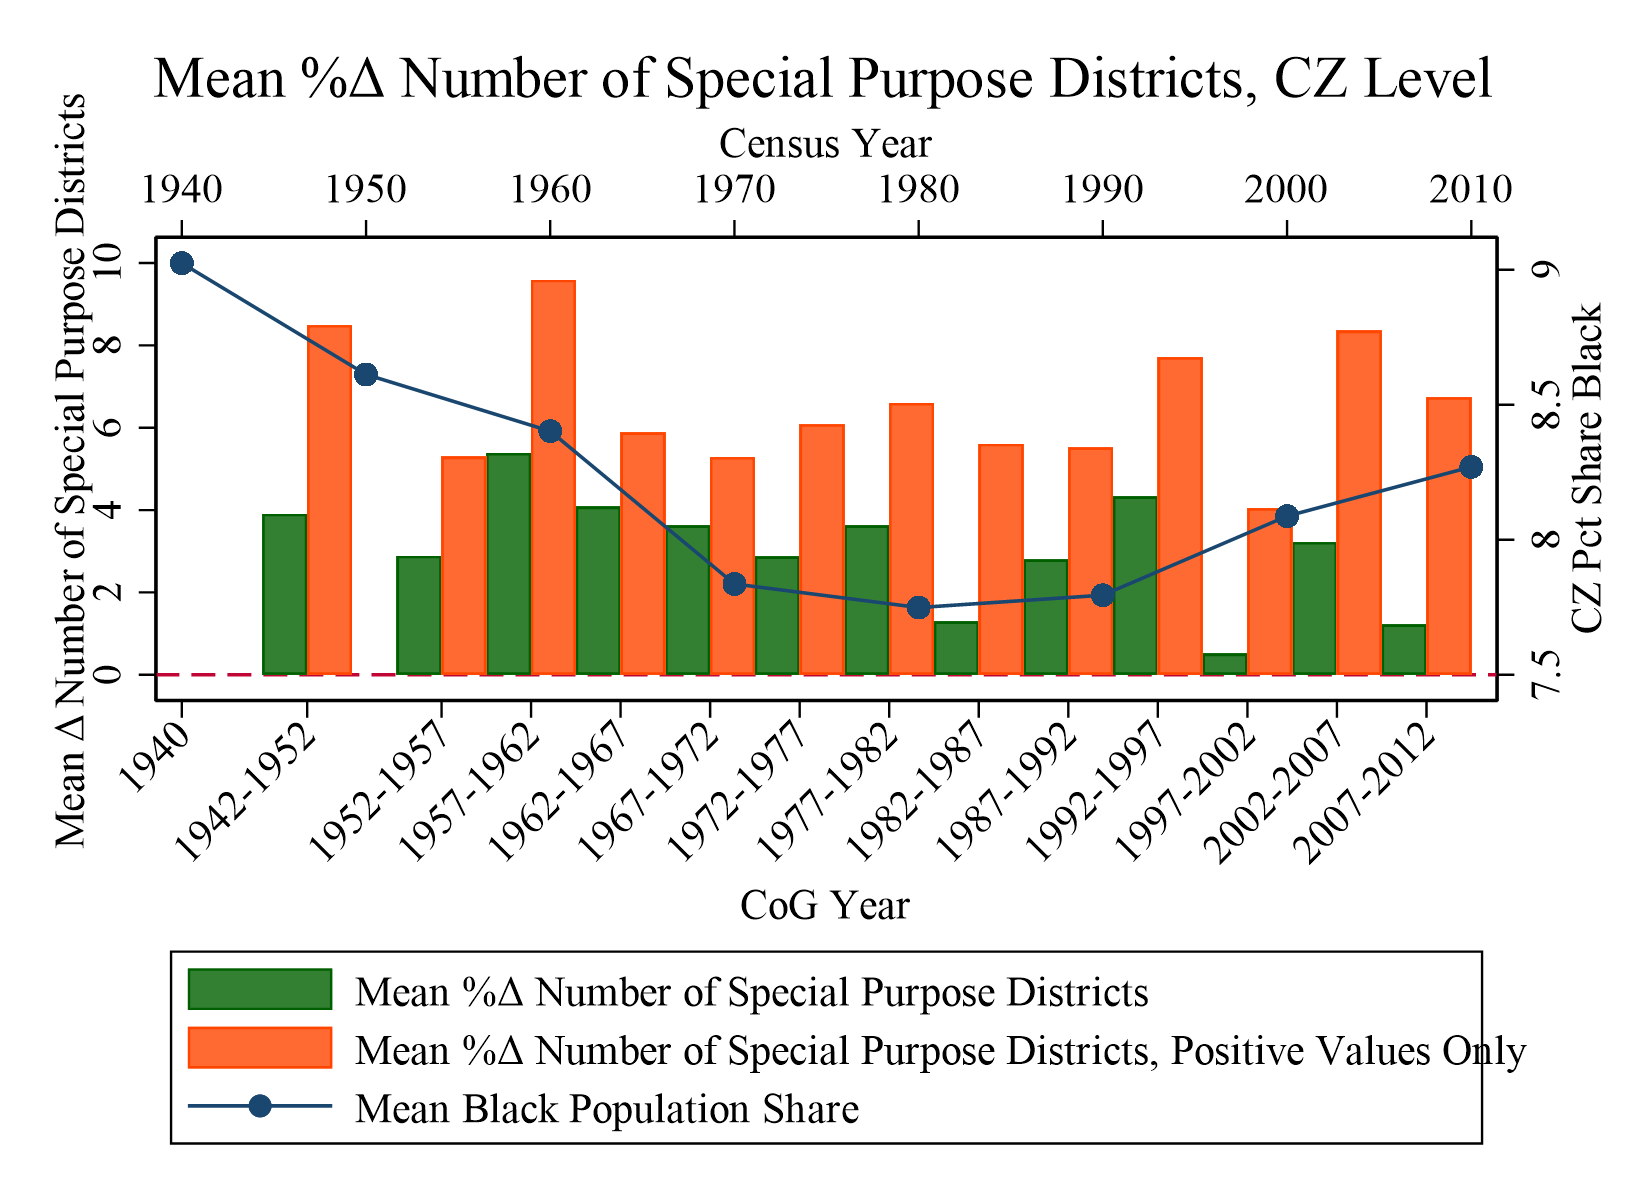 Mean %Δ Number of Special Purpose Districts, CZ Level
Census Year
1940 1950 1960 1970 1980 1990 2000 2010
Mean Δ Number of Special Purpose Districts
10
8
6
4
2
0
9
8.5
8
7.5
CZ Pct Share Black
1940
1942-1952
1952-1957
1957-1962
1962-1967
1967-1972
1972-1977
1977-1982
1982-1987
1987-1992
1992-1997
1997-2002
2002-2007
2007-2012
CoG Year
Mean %Δ Number of Special Purpose Districts
Mean %Δ Number of Special Purpose Districts, Positive Values Only
Mean Black Population Share